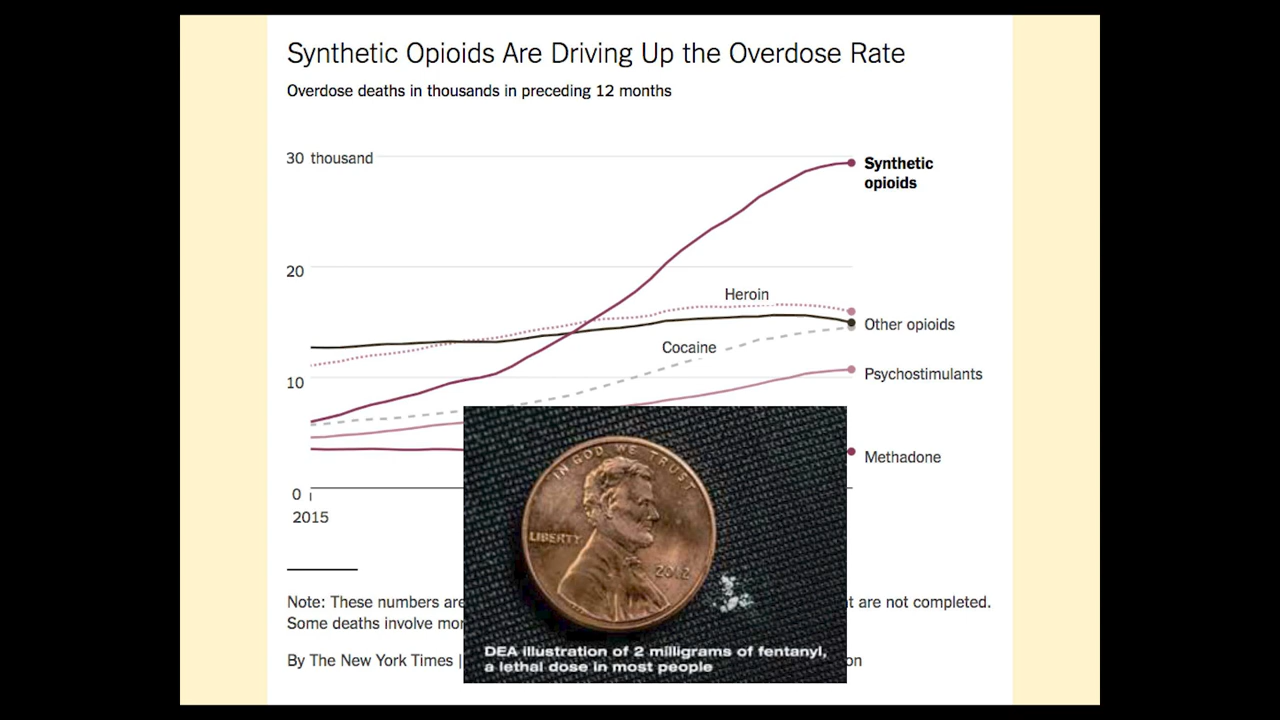 Synthetic Opioids Are Driving Up the Overdose Rate
Overdose deaths in thousands in preceding 12 months
30 thousand
Synthetic
opioids
20
Heroin
Other opioids
Cocaine
10
Psychostimulants
Methadone
0
2015
IN GOD WE TRUST
LIBERTY
2012
Note: These numbers are
are not completed.
Some deaths involve
By The New York Times |
DEA illustration of 2 milligrams of fentanyl,
a lethal dose in most people